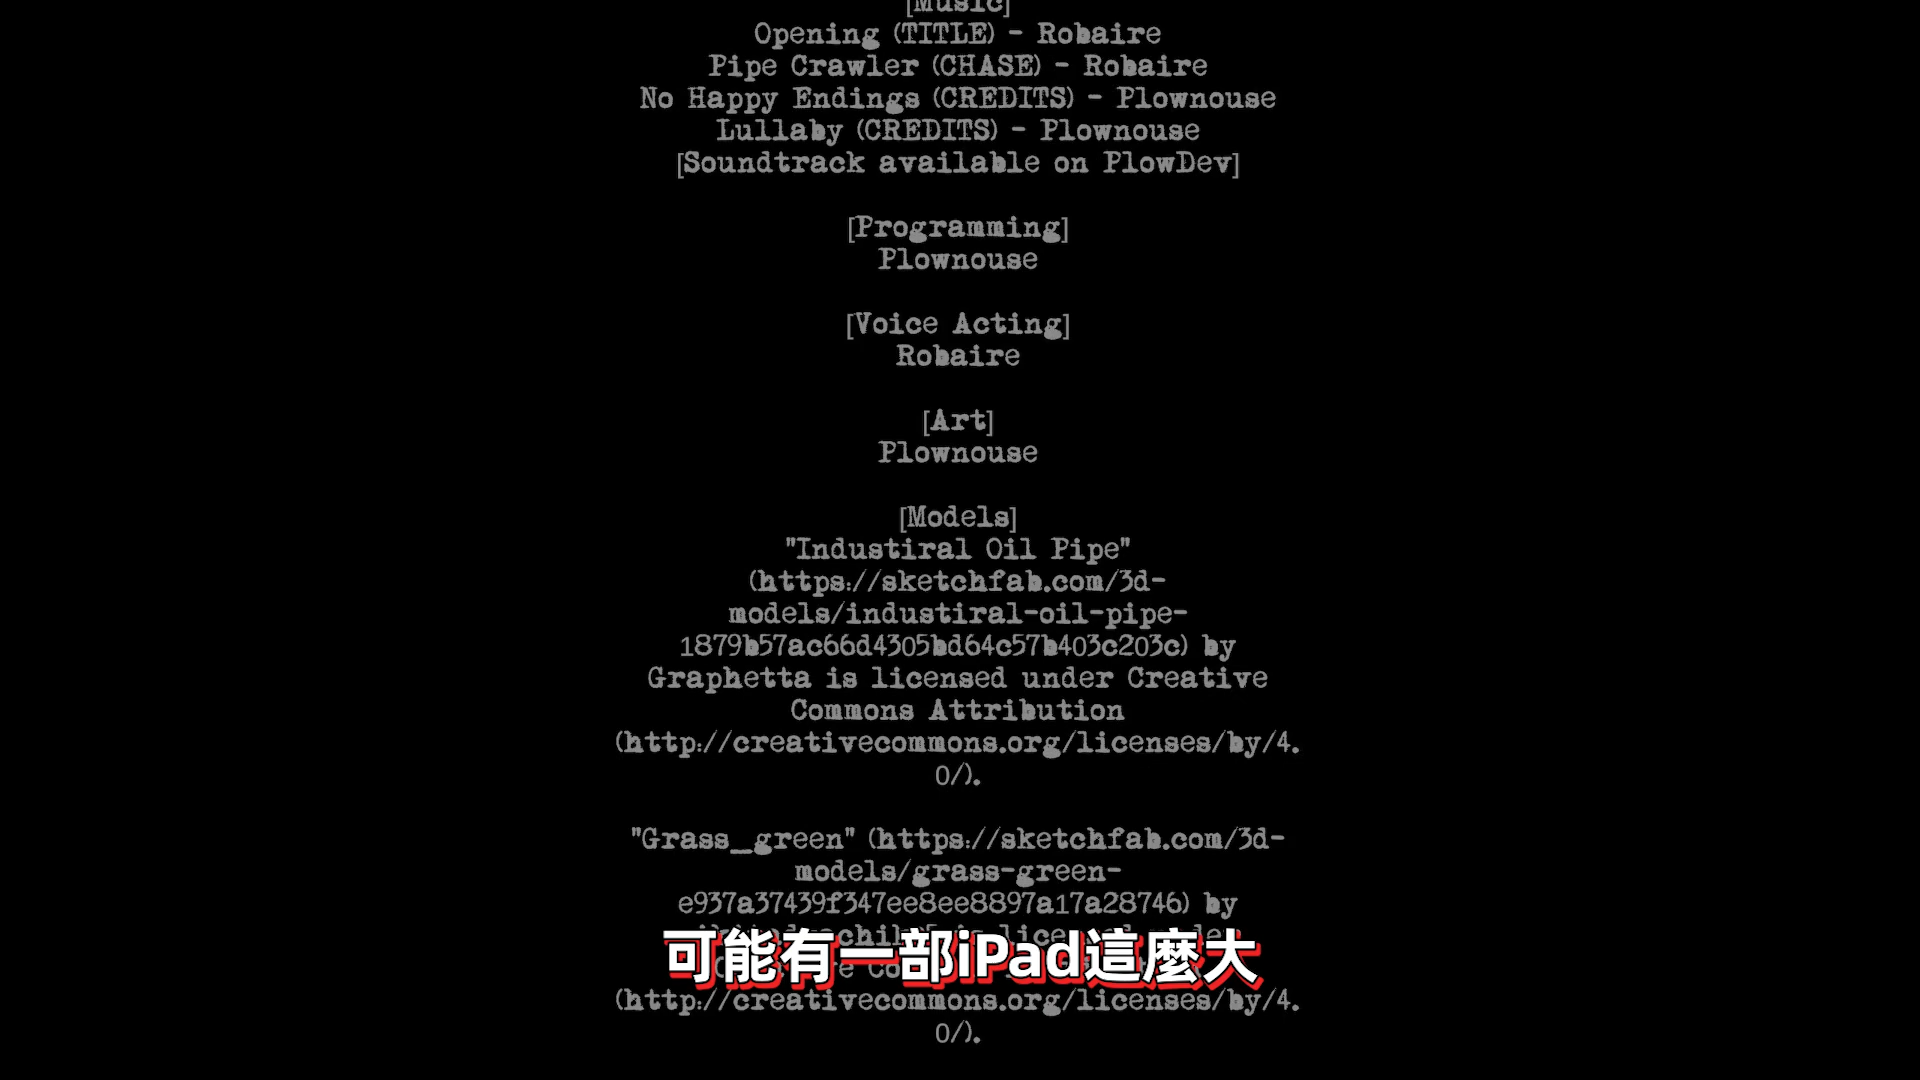 [Music]
Opening (TITLE) - Robaire
Pipe Crawler (CHASE) - Robaire
No Happy Endings (CREDITS) - Plownouse
Lullaby (CREDITS) - Plownouse
[Soundtrack available on PlowDev]
[Programming]
Plownouse
[Voice Acting]
Robaire
[Art]
Plownouse
[Models]
"Industiral Oil Pipe"
(https://sketchfab.com/3d-
models/industiral-oil-pipe-
1879b57ac66d4305bd64c57b403c203c) by
Graphetta is licensed under Creative
Commons Attribution
(http://creativecommons.org/licenses/by/4.
0/).
"Grass_green" (https://sketchfab.com/3d-
models/grass-green-
e937a37439f347ee8ee8897a17a28746) by
可能有一部iPad這麼大
(http://creativecommons.org/licenses/by/4.
0/).